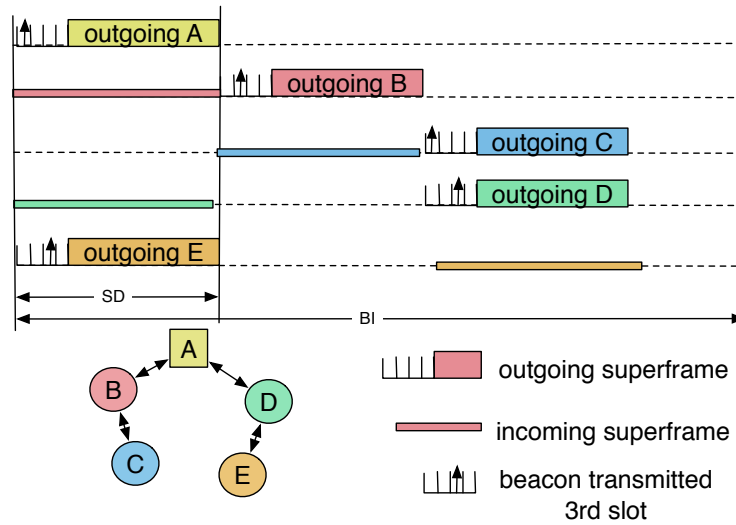 outgoing A
outgoing B
outgoing C
outgoing D
outgoing E
SD
BI
A
B
D
C
E
outgoing superframe
incoming superframe
beacon transmitted
3rd slot